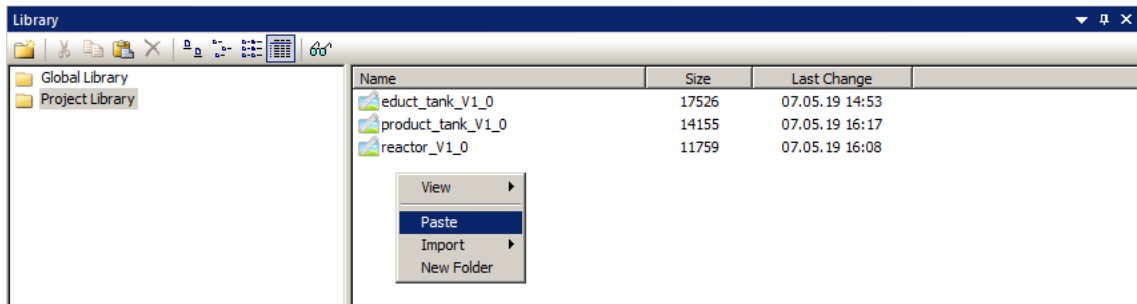 Library
Global Library
Project Library
Name Size Last Change
educt_tank_V1_0 17526 07.05.19 14:53
product_tank_V1_0 14155 07.05.19 16:17
reactor_V1_0 11759 07.05.19 16:08
View
Paste
Import
New Folder